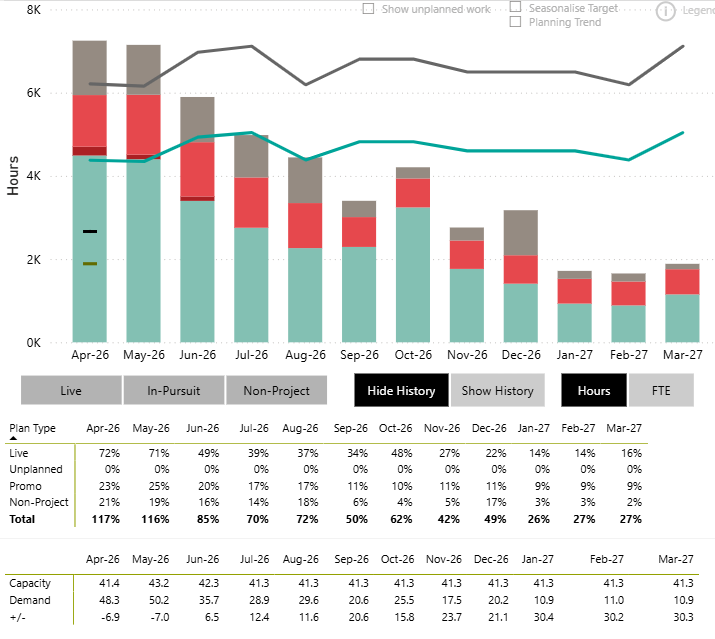 8K
Show unplanned work
Seasonalise Target
Planning Trend
Legend
6K
4K
2K
0K
Hours
Apr-26 May-26 Jun-26 Jul-26 Aug-26 Sep-26 Oct-26 Nov-26 Dec-26 Jan-27 Feb-27 Mar-27
Live In-Pursuit Non-Project Hide History Show History Hours FTE
Plan Type Apr-26 May-26 Jun-26 Jul-26 Aug-26 Sep-26 Oct-26 Nov-26 Dec-26 Jan-27 Feb-27 Mar-27
Live 72% 71% 49% 39% 37% 34% 48% 27% 22% 14% 14% 16%
Unplanned 0% 0% 0% 0% 0% 0% 0% 0% 0% 0% 0% 0%
Promo 23% 25% 20% 17% 17% 11% 10% 11% 11% 9% 9% 9%
Non-Project 21% 19% 16% 14% 18% 6% 4% 5% 17% 3% 3% 2%
Total 117% 116% 85% 70% 72% 50% 62% 42% 49% 26% 27% 27%
Apr-26 May-26 Jun-26 Jul-26 Aug-26 Sep-26 Oct-26 Nov-26 Dec-26 Jan-27 Feb-27 Mar-27
Capacity 41.4 43.2 42.3 41.3 41.3 41.3 41.3 41.3 41.3 41.3 41.3 41.3
Demand 48.3 50.2 35.7 28.9 29.6 20.6 25.5 17.5 20.2 10.9 11.0 10.9
+/- -6.9 -7.0 6.5 12.4 11.6 20.6 15.8 23.7 21.1 30.4 30.2 30.3